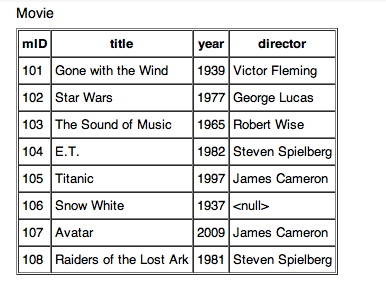 Movie
mID title year director
101 Gone with the Wind 1939 Victor Fleming
102 Star Wars 1977 George Lucas
103 The Sound of Music 1965 Robert Wise
104 E.T. 1982 Steven Spielberg
105 Titanic 1997 James Cameron
106 Snow White 1937 <null>
107 Avatar 2009 James Cameron
108 Raiders of the Lost Ark 1981 Steven Spielberg